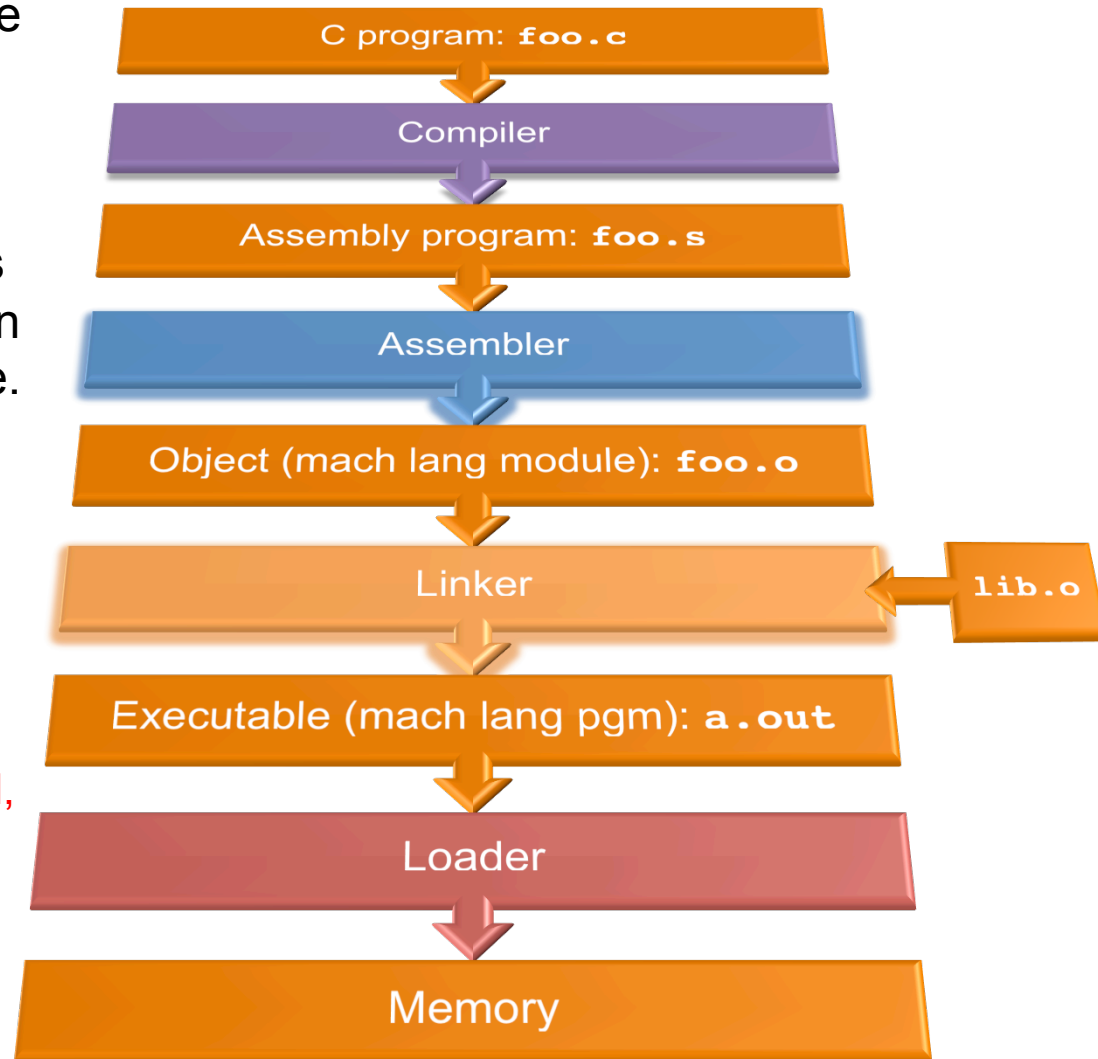 e
C program: foo.c
Compiler
Assembly program: foo.s
s
n
Assembler
e.
Object (mach lang module): foo.o
Linker
lib.o
Executable (mach lang pgm): a.out
,
Loader
Memory